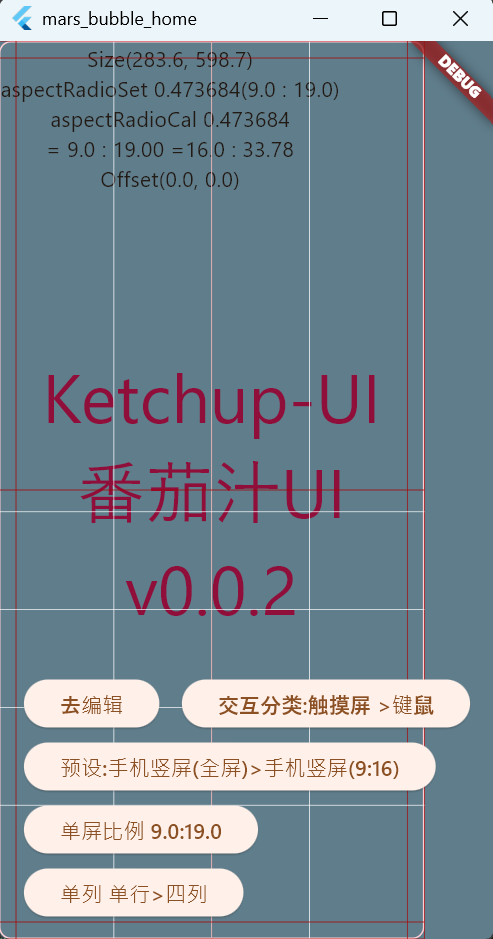 mars_bubble_home
DEBUG
Size(283.6, 598.7)
aspectRadioSet 0.473684(9.0 : 19.0)
aspectRadioCal 0.473684
= 9.0 : 19.00 =16.0 : 33.78
Offset(0.0, 0.0)
Ketchup-UI
番茄汁UI
v0.0.2
去编辑
交互分类:触摸屏 >键鼠
预设:手机竖屏(全屏)>手机竖屏(9:16)
单屏比例 9.0:19.0
单列 单行>四列